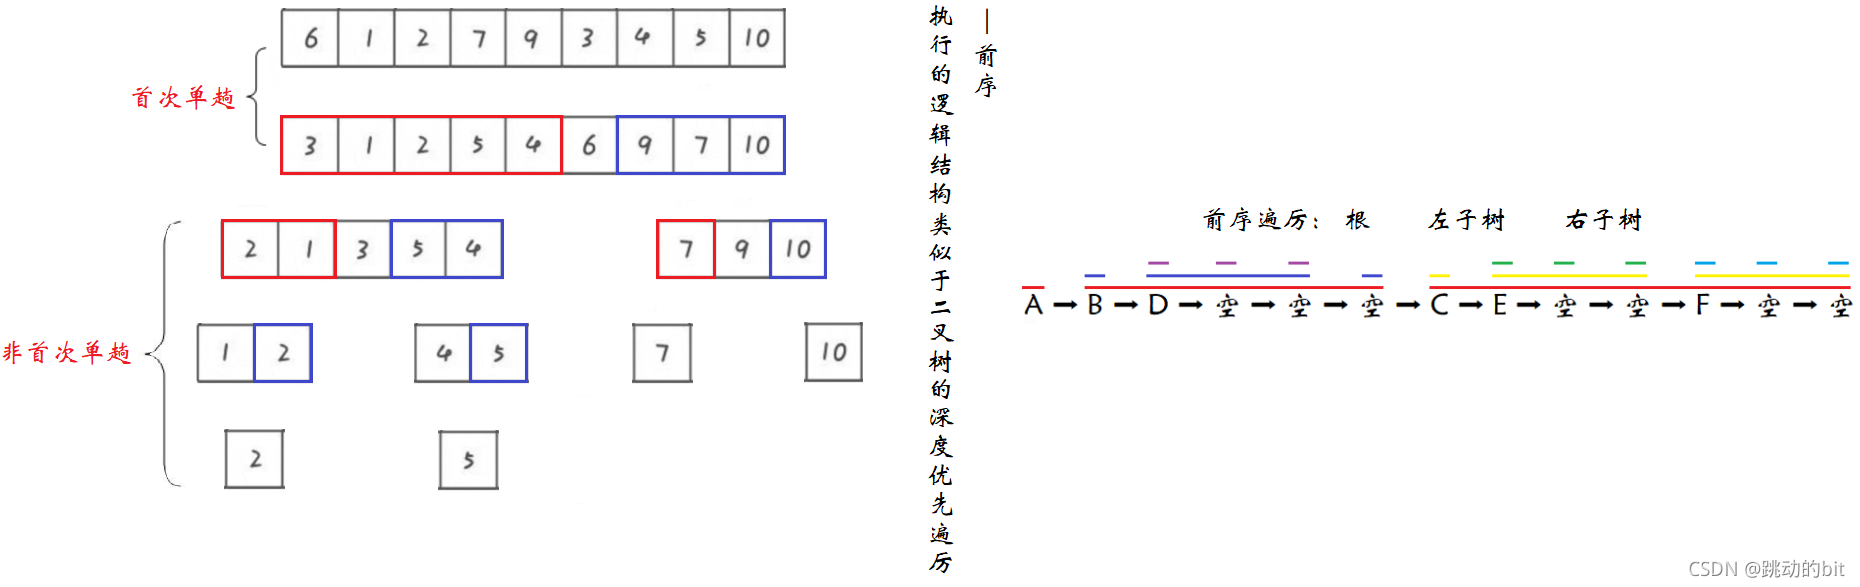 6 1 2 7 9 3 4 5 10
首次单趟
3 1 2 5 4 6 9 7 10
2 1 3 5 4
7 9 10
非首次单趟
1 2
4 5
7
10
2
5
执行的逻辑结构类似于二叉树的深度优先遍历
—前序
前序遍历： 根 左子树 右子树
A→B→D→空→空→空→C→E→空→空→F→空→空
CSDN @跳动的bit